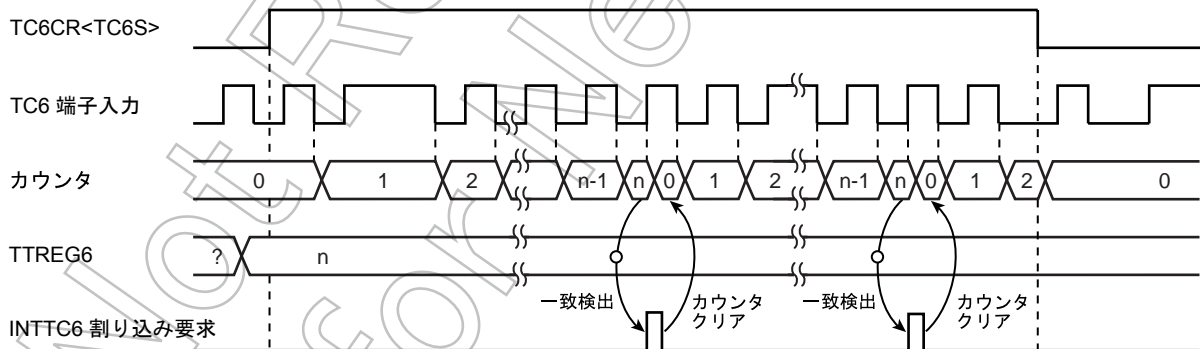 TC6CR<TC6S>
TC6 端子入力
カウンタ 0 1 2 n-1 n 0 1 2 n-1 n 0 1 2 0
TTREG6 ? n
一致検出 カウンタ 一致検出 カウンタ
クリア クリア
INTTC6 割り込み要求